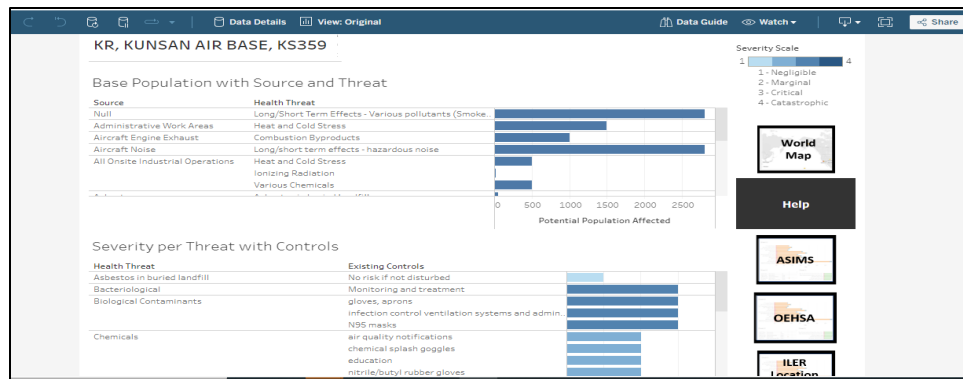 Data Details View: Original Data Guide Watch Share
KR, KUNSAN AIR BASE, KS359
Severity Scale
1 4
1 - Negligible
2 - Marginal
3 - Critical
4 - Catastrophic
Base Population with Source and Threat
Source Health Threat
Null Long/Short Term Effects - Various pollutants (Smoke..
Administrative Work Areas Heat and Cold Stress
Aircraft Engine Exhaust Combustion Byproducts
Aircraft Noise Long/short term effects - hazardous noise
All Onsite Industrial Operations Heat and Cold Stress
Ionizing Radiation
Various Chemicals
0 500 1000 1500 2000 2500
Potential Population Affected
World
Map
Help
ASIMS
OEHSA
ILER
Location
Severity per Threat with Controls
Health Threat Existing Controls
Asbestos in buried landfill No risk if not disturbed
Bacteriological Monitoring and treatment
Biological Contaminants gloves, aprons
infection control ventilation systems and admin..
N95 masks
Chemicals air quality notifications
chemical splash goggles
education
nitrile/butyl rubber gloves